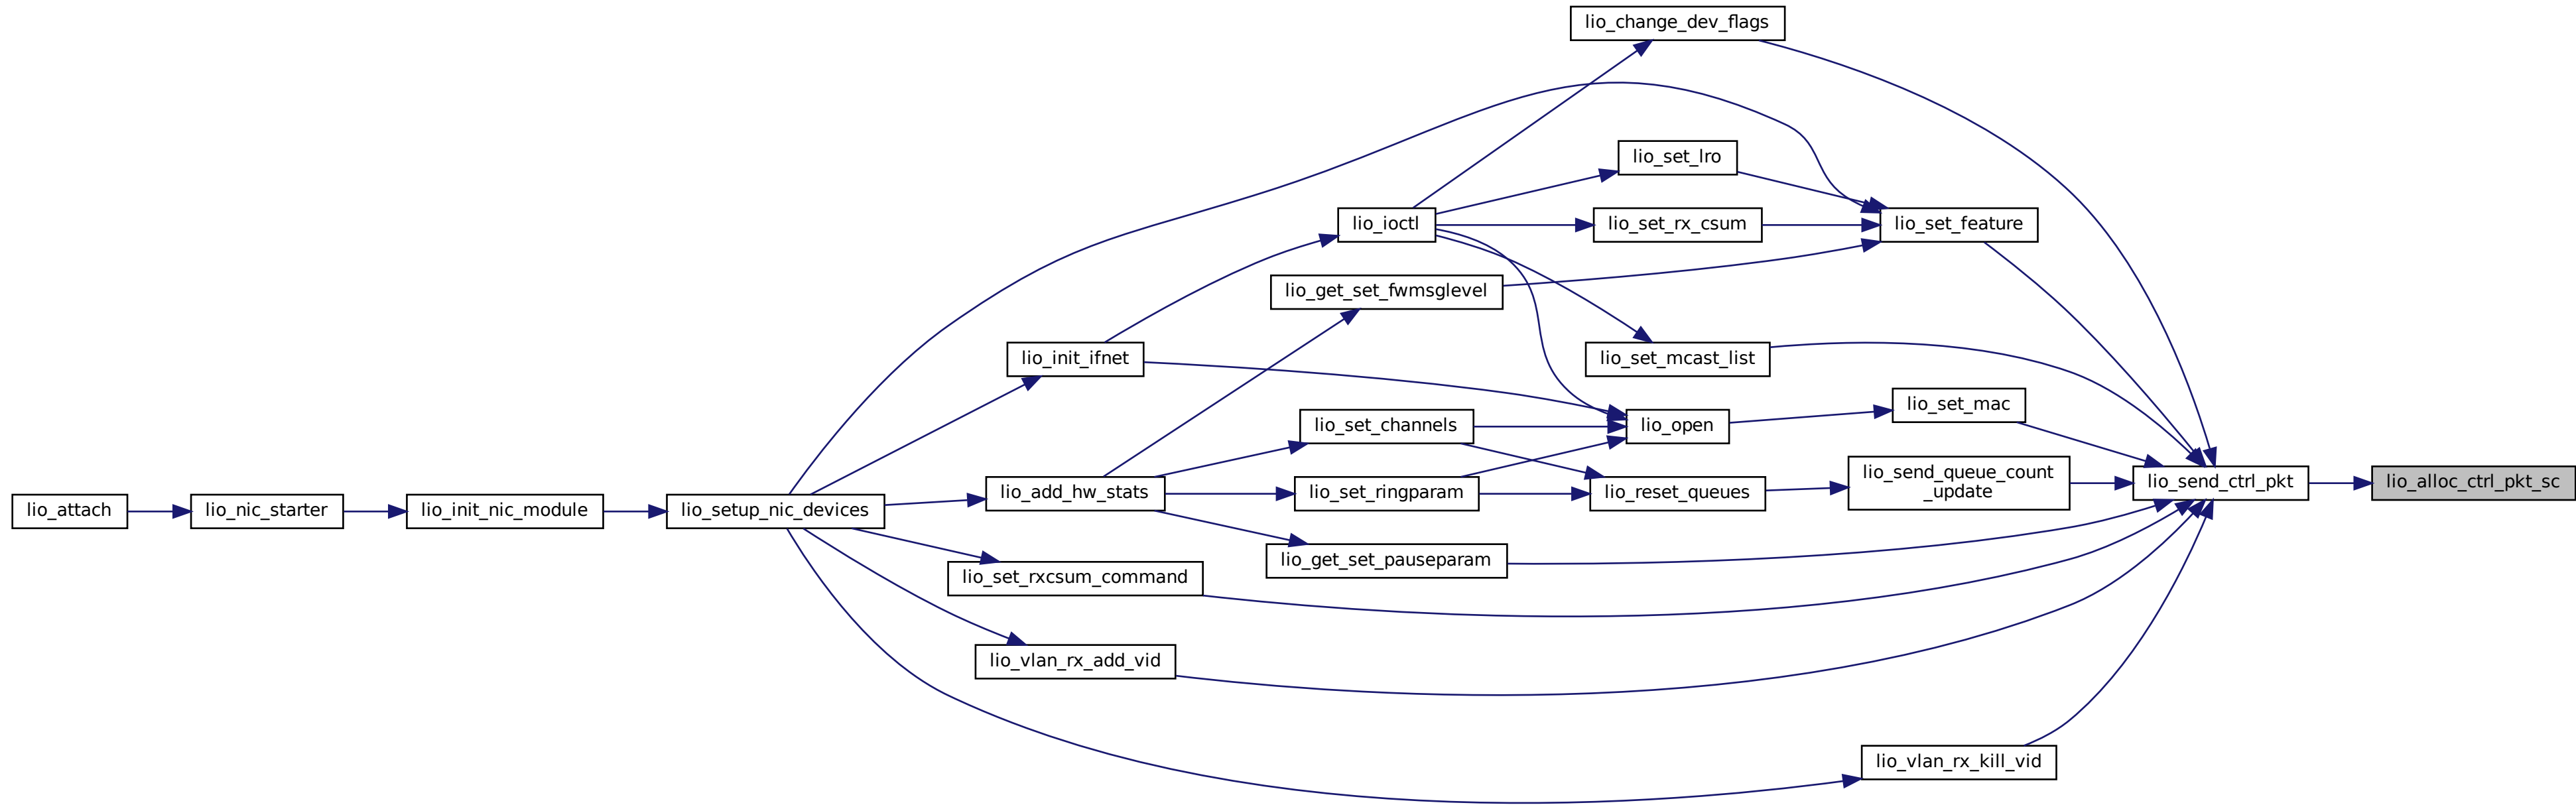 lio_change_dev_flags
lio_set_lro
lio_ioctl
lio_set_rx_csum
lio_set_feature
lio_get_set_fwmsglevel
lio_init_ifnet
lio_set_mcast_list
lio_set_mac
lio_set_channels
lio_open
lio_send_queue_count
_update
lio_send_ctrl_pkt
lio_alloc_ctrl_pkt_sc
lio_add_hw_stats
lio_set_ringparam
lio_reset_queues
lio_attach
lio_nic_starter
lio_init_nic_module
lio_setup_nic_devices
lio_get_set_pauseparam
lio_set_rxcsum_command
lio_vlan_rx_add_vid
lio_vlan_rx_kill_vid